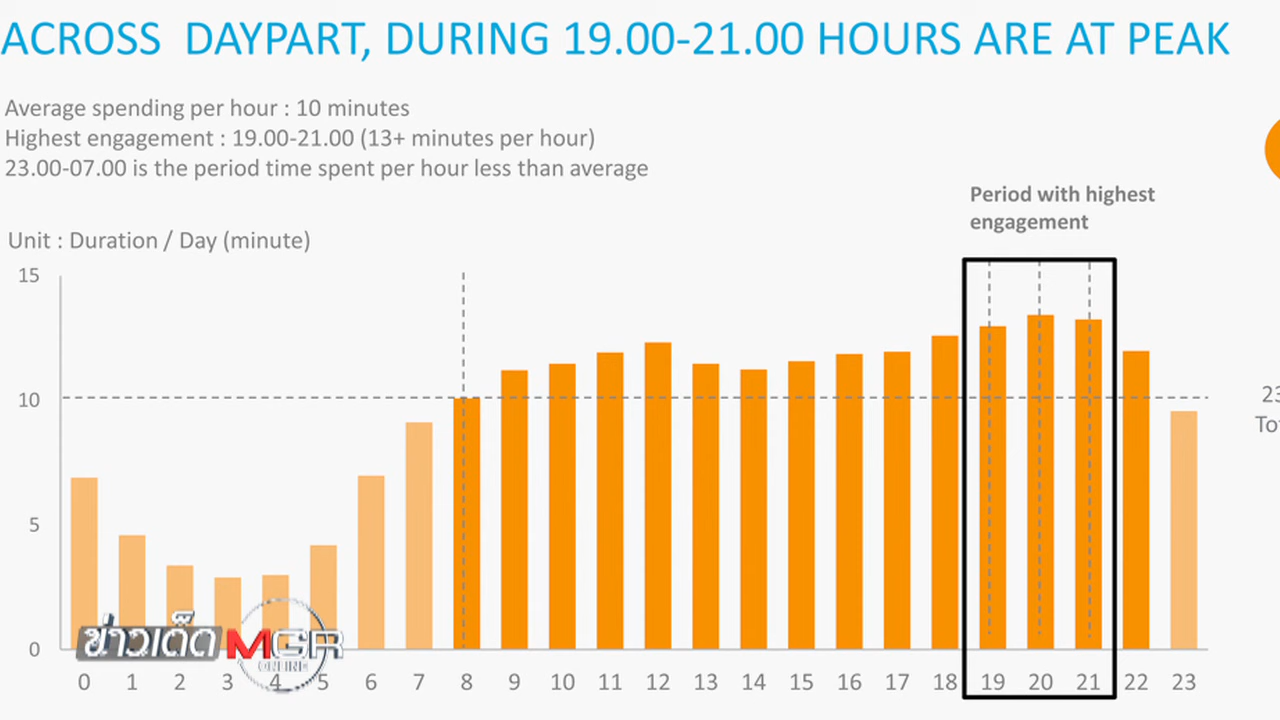 ACROSS DAYPART, DURING 19.00-21.00 HOURS ARE AT PEAK
Average spending per hour : 10 minutes
Highest engagement : 19.00-21.00 (13+ minutes per hour)
23.00-07.00 is the period time spent per hour less than average
Period with highest
engagement
Unit : Duration / Day (minute)
15
10
5
0
23
To
ข่าวเด็ด MGR
ONLINE
0 1 2 3 4 5 6 7 8 9 10 11 12 13 14 15 16 17 18 19 20 21 22 23